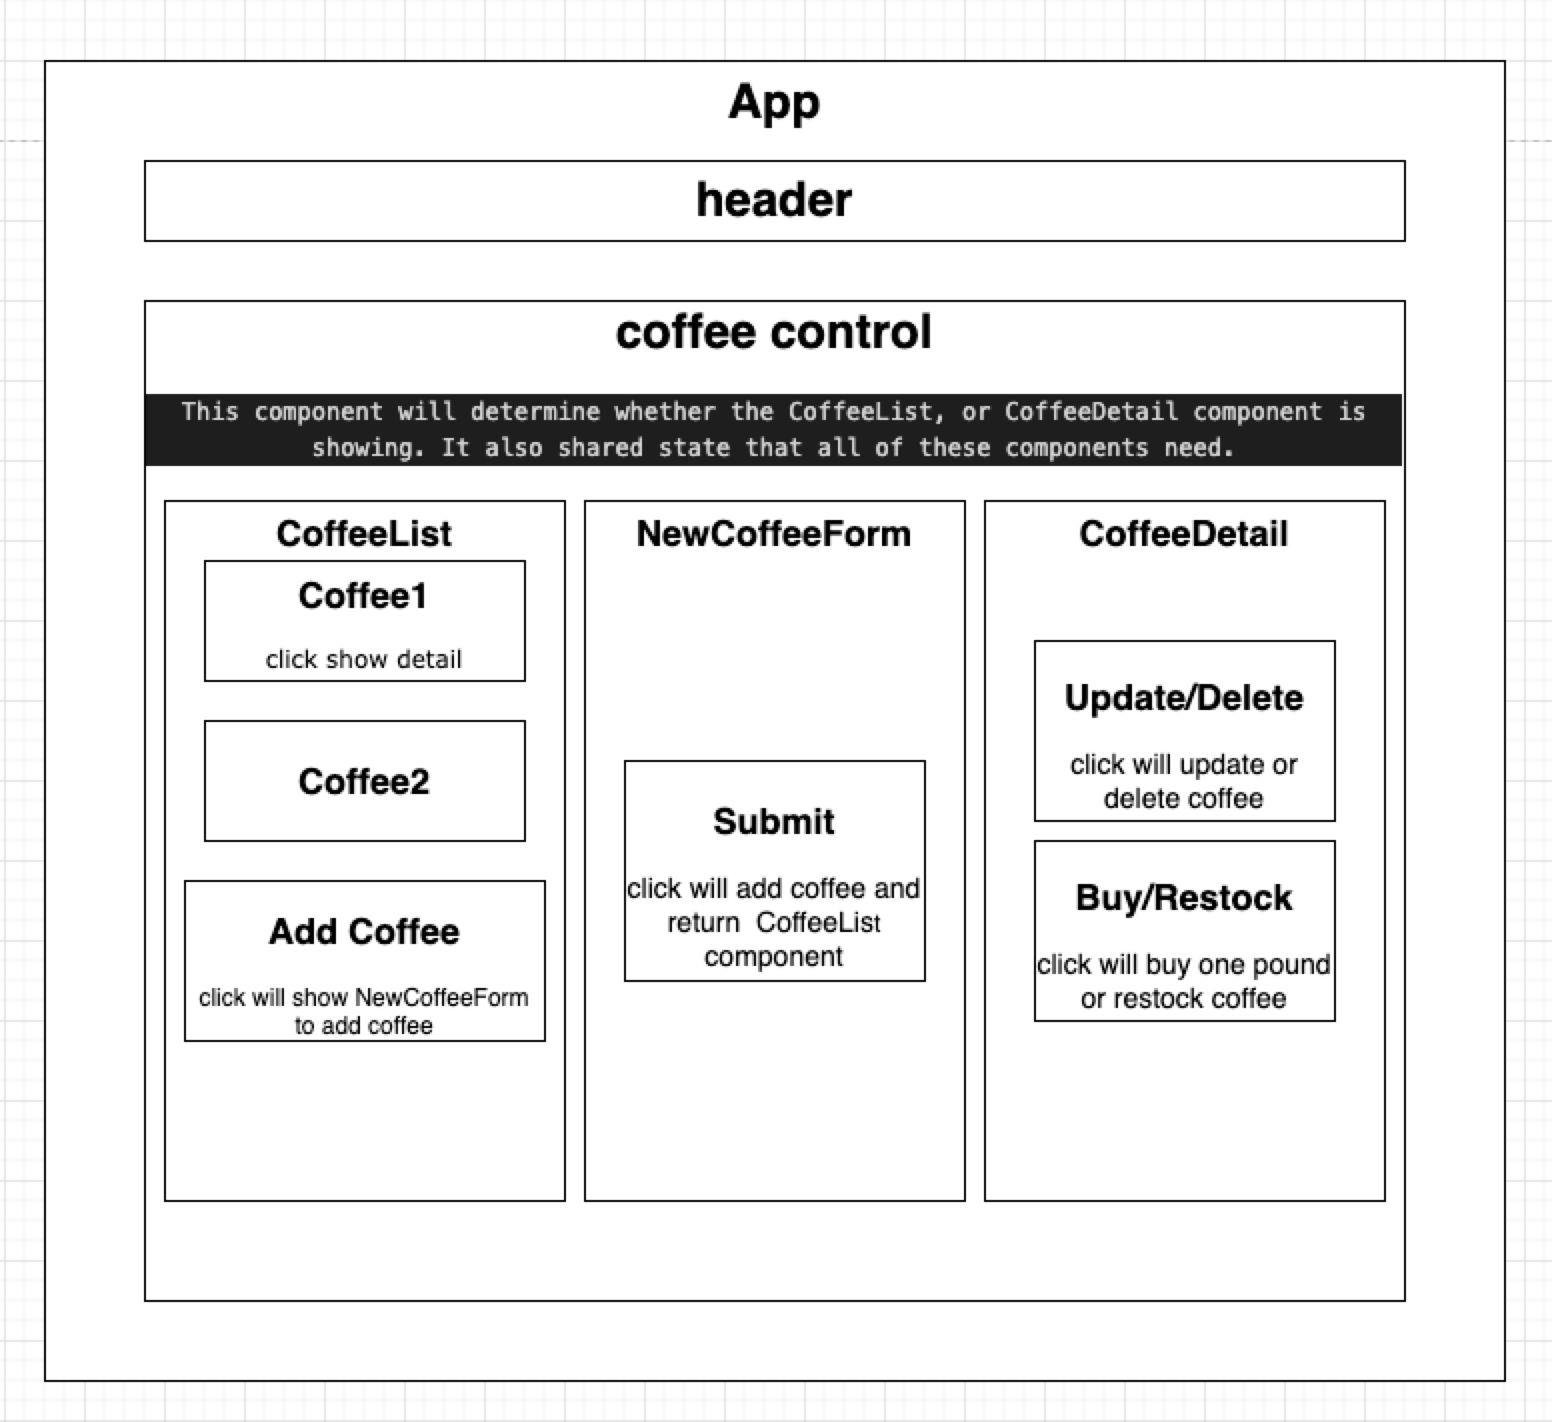 App
header
coffee control
This component will determine whether the CoffeeList, or CoffeeDetail component is
showing. It also shared state that all of these components need.
CoffeeList
Coffee1
click show detail
Coffee2
Add Coffee
click will show NewCoffeeForm
to add coffee
NewCoffeeForm
Submit
click will add coffee and
return  CoffeeList
component
CoffeeDetail
Update/Delete
click will update or
delete coffee
Buy/Restock
click will buy one pound
or restock coffee